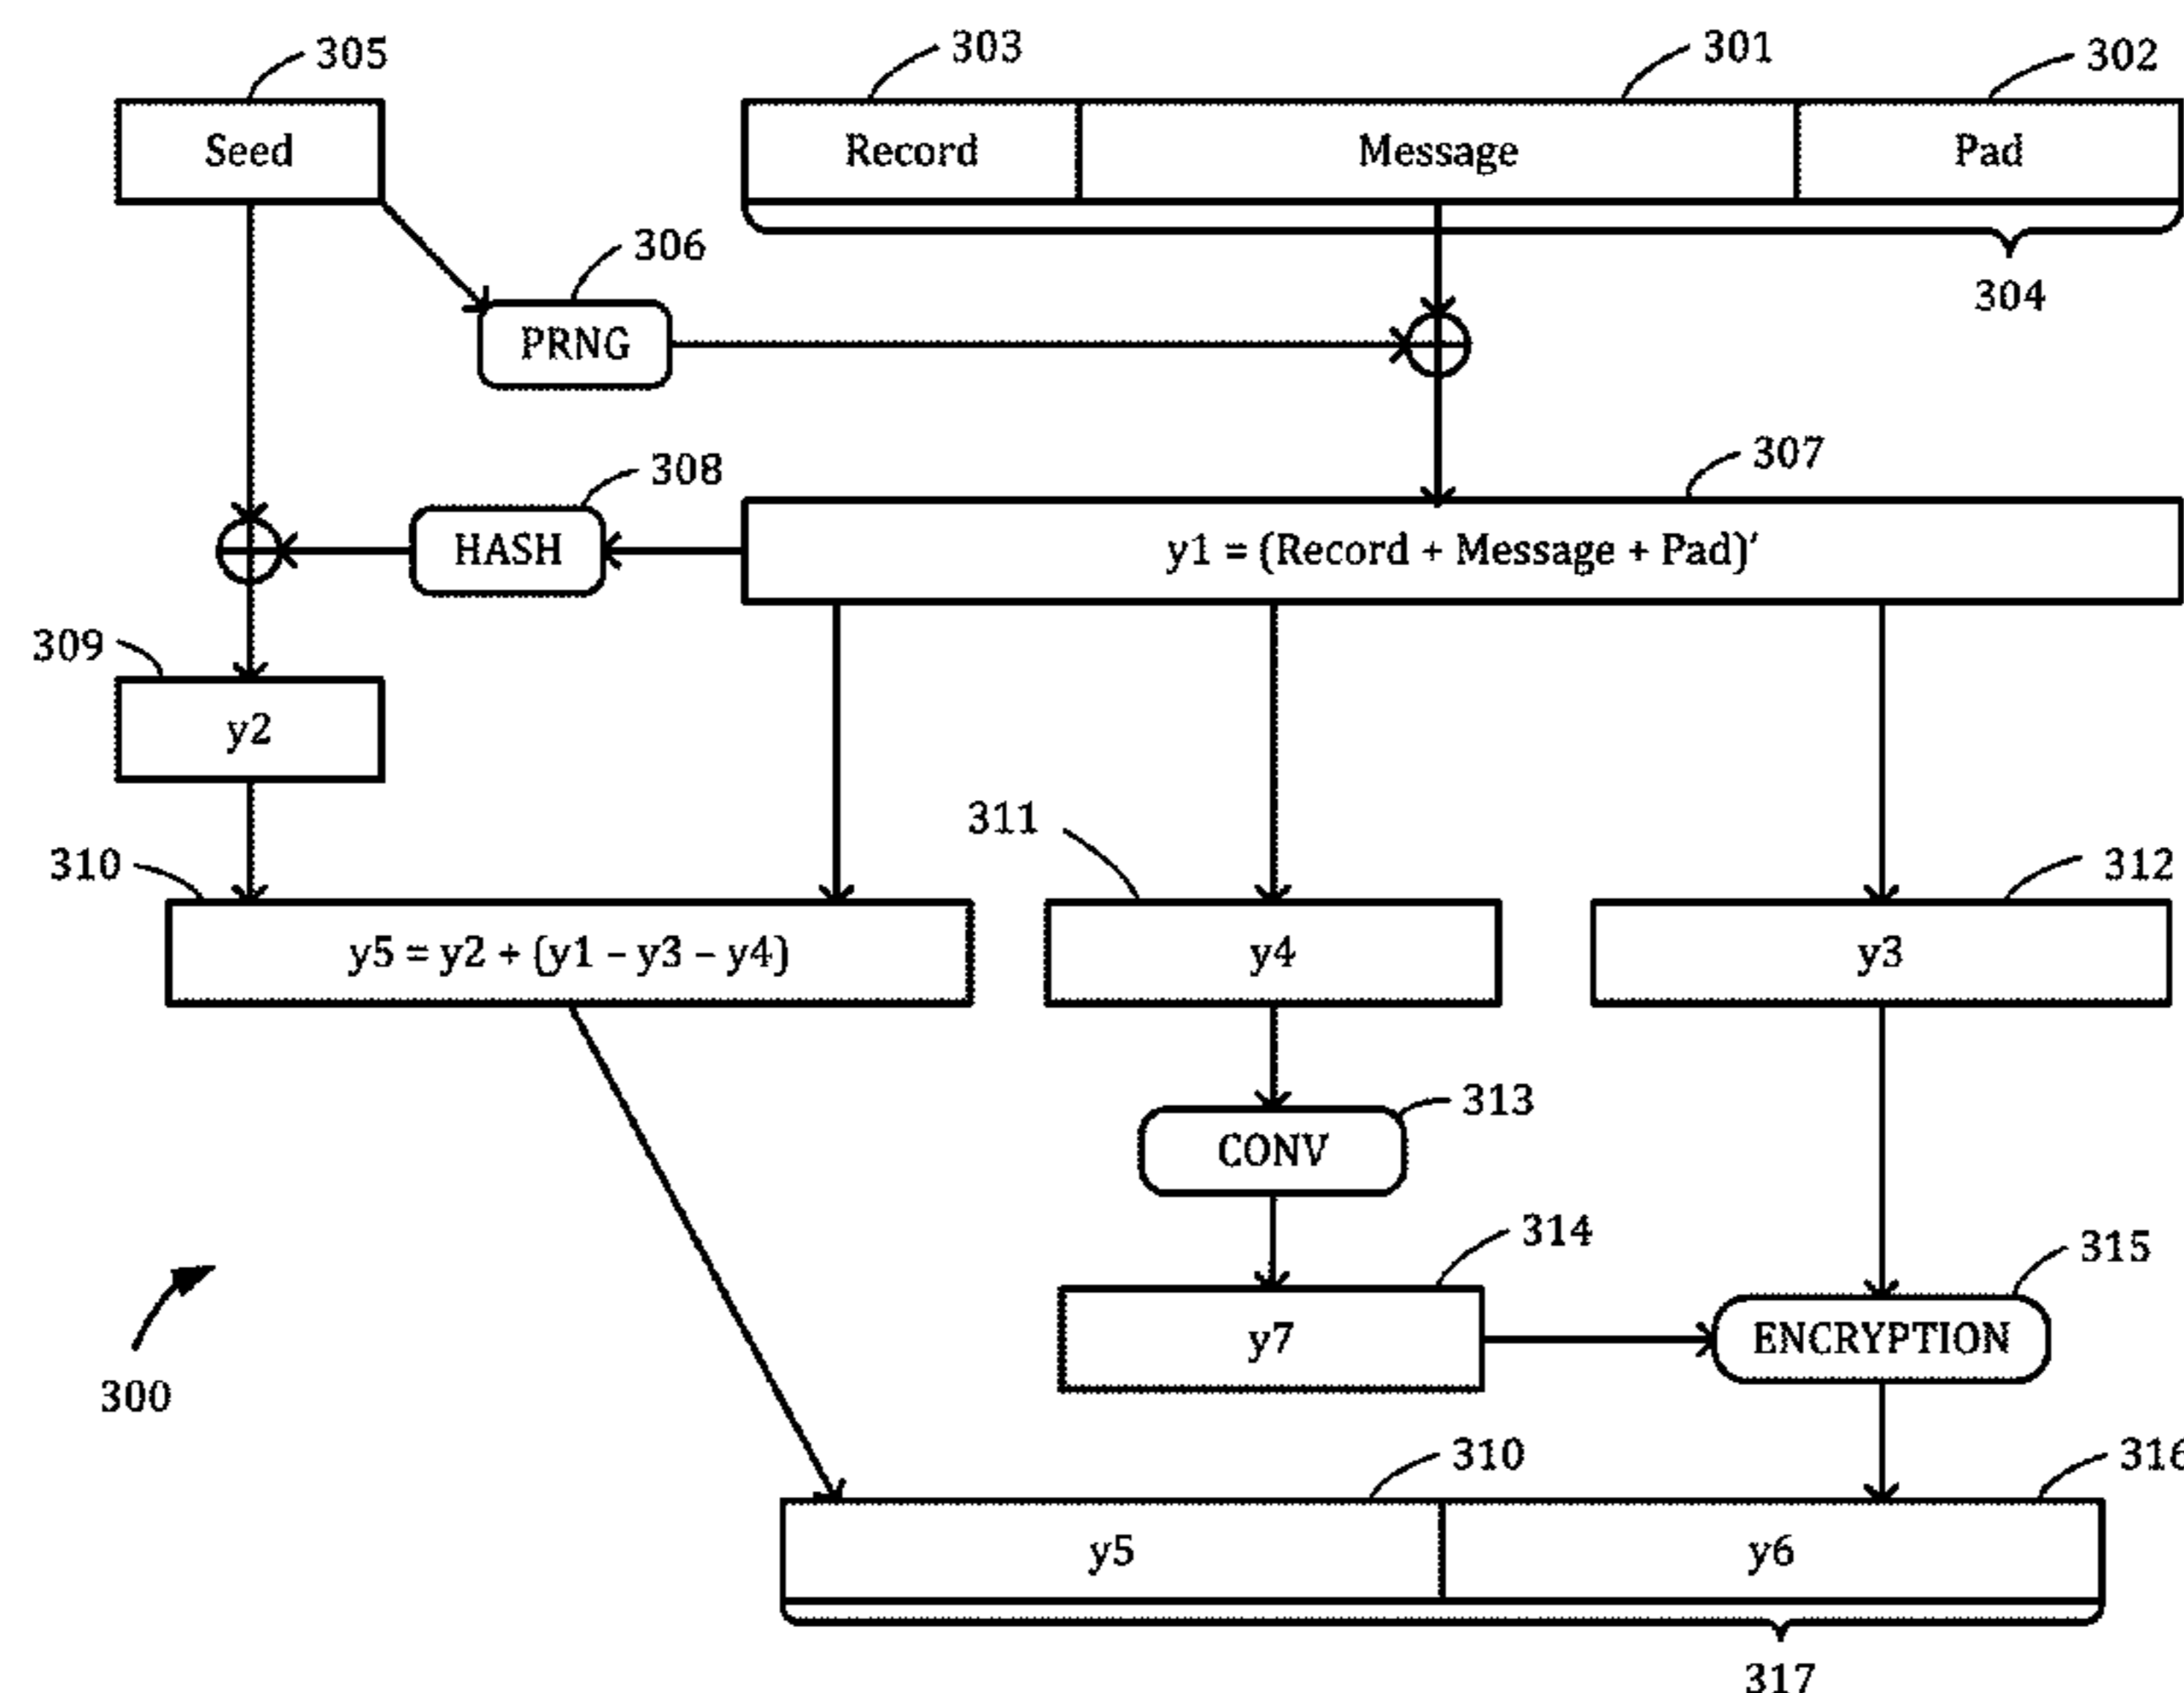 305
303
301
302
Seed
Record
Message
Pad
306
304
PRNG
307
308
HASH
y1 = (Record + Message + Pad)′
309
y2
311
310
312
y5 = y2 + (y1 – y3 – y4)
y4
y3
313
CONV
314
315
y7
ENCRYPTION
300
310
316
y5
y6
317